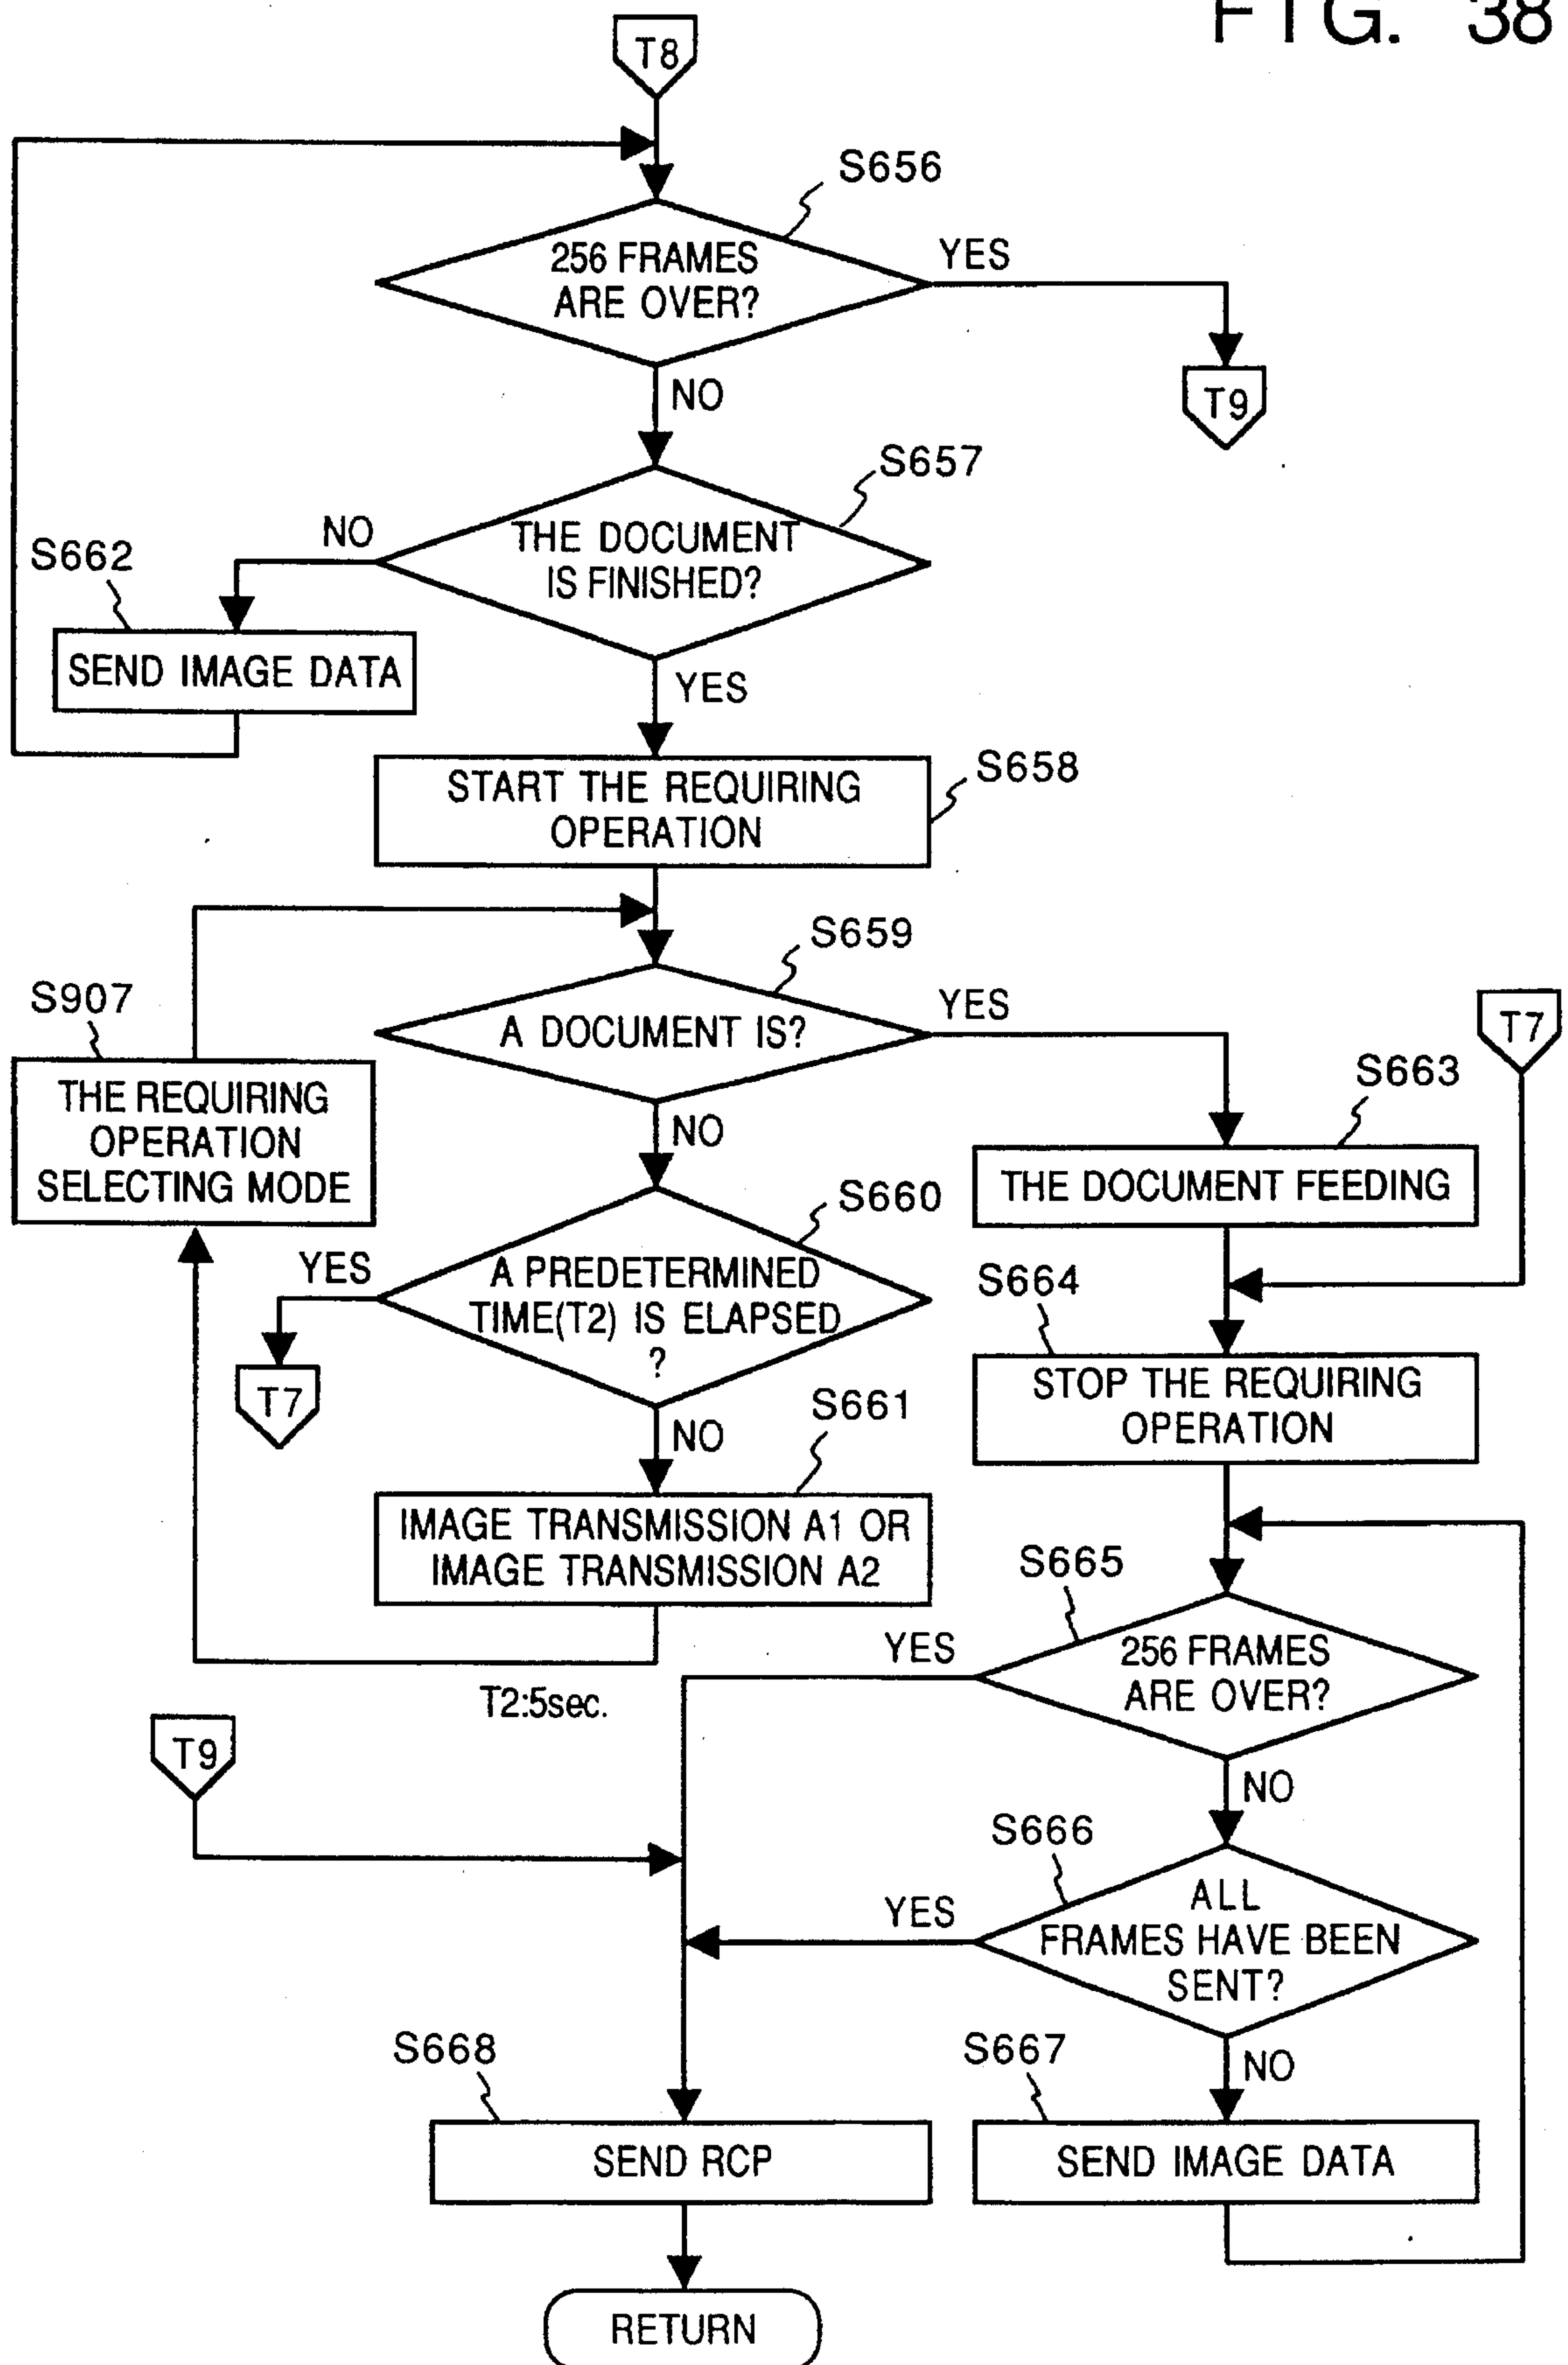 FIG. 38
T8
S656
256 FRAMES
ARE OVER?
YES
T9
NO
S657
THE DOCUMENT
IS FINISHED?
NO
S662
SEND IMAGE DATA
YES
S658
START THE REQUIRING
OPERATION
S659
A DOCUMENT IS?
YES
S907
THE REQUIRING
OPERATION
SELECTING MODE
T7
S663
THE DOCUMENT FEEDING
NO
S660
A PREDETERMINED
TIME(T2) IS ELAPSED
?
YES
T7
S664
STOP THE REQUIRING
OPERATION
NO
S661
IMAGE TRANSMISSION A1 OR
IMAGE TRANSMISSION A2
T2:5sec.
S665
256 FRAMES
ARE OVER?
YES
T9
NO
S666
ALL
FRAMES HAVE BEEN
SENT?
YES
NO
S668
SEND RCP
S667
SEND IMAGE DATA
RETURN